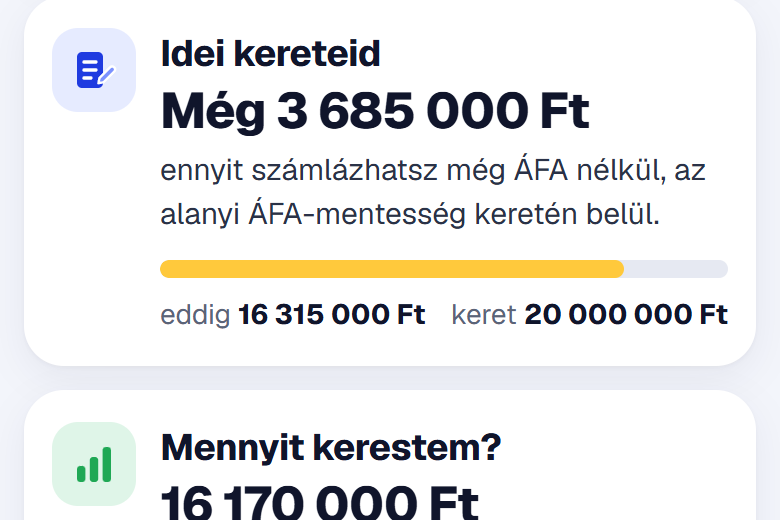 Idei kereteid
Még 3 685 000 Ft
ennyit számlázhatsz még ÁFA nélkül, az
alanyi ÁFA-mentesség keretén belül.
eddig 16 315 000 Ft keret 20 000 000 Ft
Mennyit kerestem?
16 170 000 Ft